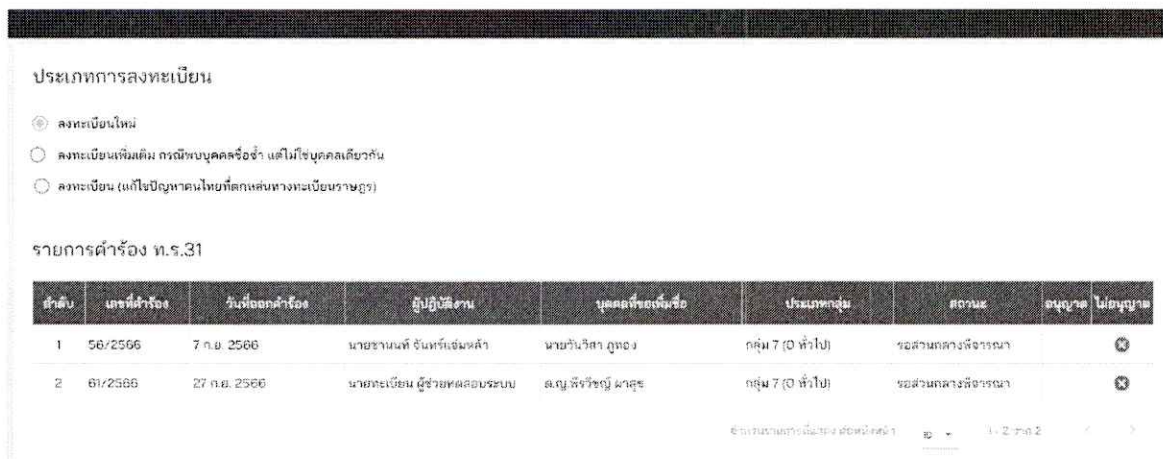 ประเภทการลงทะเบียน
ลงทะเบียนใหม่
ลงทะเบียนเพิ่มเติม กรณีพบบุคคลชื่อซ้ำ แต่ไม่ใช่บุคคลเดียวกัน
ลงทะเบียน (แก้ไขปัญหาคนไทยที่ตกหล่นทางทะเบียนราษฎร)
รายการคำร้อง ท.ร.31
ลำดับ เลขที่คำร้อง วันที่ออกคำร้อง ผู้ปฏิบัติงาน บุคคลที่ขอเพิ่มชื่อ ประเภทกลุ่ม สถานะ อนุญาต ไม่อนุญาต
1 56/2566 7 ก.ย. 2566 นายชานนท์ จันทร์แจ่มหล้า นายวันวิสา ภูทอง กลุ่ม 7 (0 ทั่วไป) รอส่วนกลางพิจารณา
2 61/2566 27 ก.ย. 2566 นายทะเบียน ผู้ช่วยทดสอบระบบ ด.ญ.พีรวิชญ์ ผาสุข กลุ่ม 7 (0 ทั่วไป) รอส่วนกลางพิจารณา
10 1 - 2 จาก 2